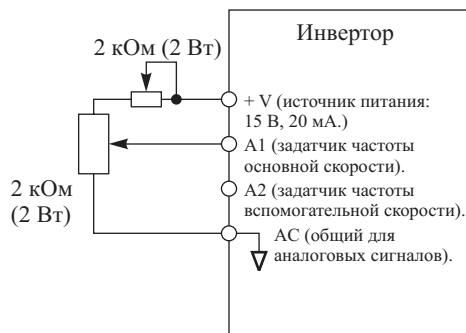 Инвертор
2 кОм (2 Вт)
+ V (источник питания:
15 В, 20 мА.)
A1 (задатчик частоты
основной скорости).
A2 (задатчик частоты
вспомогательной скорости).
2 кОм
(2 Вт)
AC (общий для
аналоговых сигналов).